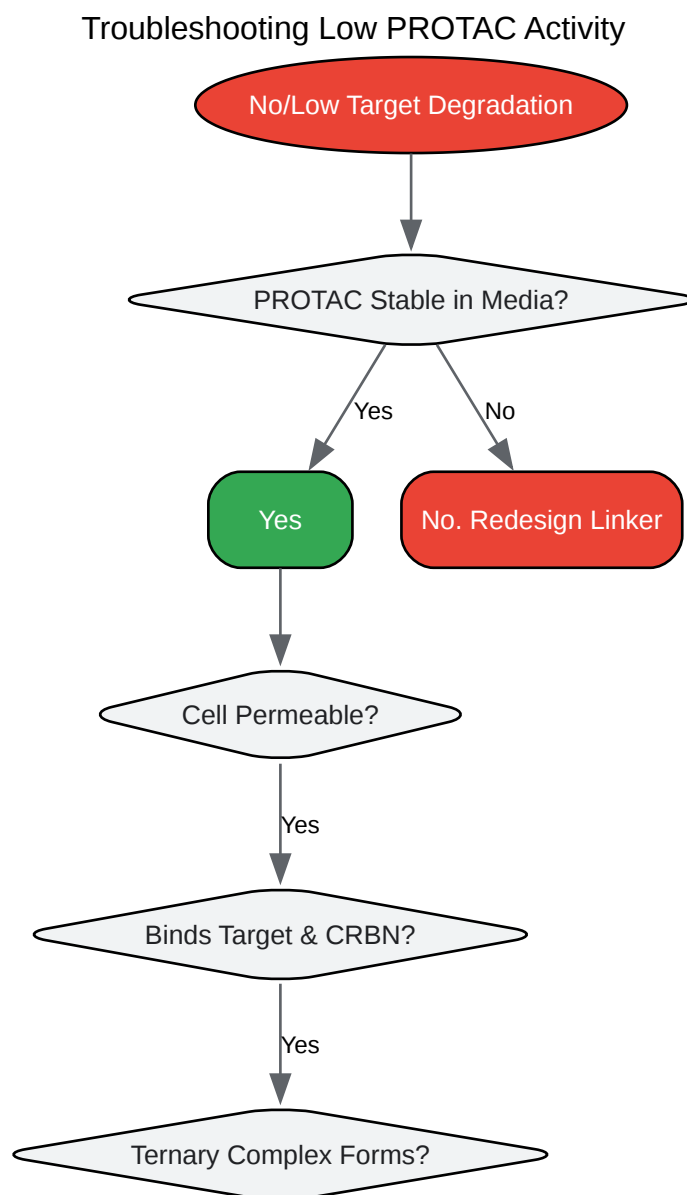 Troubleshooting Low PROTAC Activity
No/Low Target Degradation
PROTAC Stable in Media?
Yes
No
Yes
No. Redesign Linker
Cell Permeable?
Yes
Binds Target & CRBN?
Yes
Ternary Complex Forms?